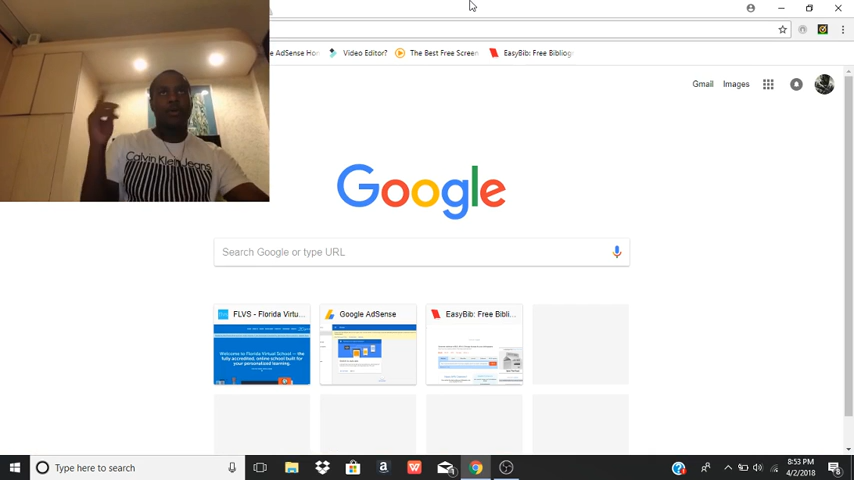 e AdSense Hon
Video Editor?
The Best Free Screen
EasyBib: Free Bibliog
Gmail
Images
Calvin Klein Jeans
Google
Search Google or type URL
FLVS - Florida Virtu...
Google AdSense
EasyBib: Free Bibli...
Welcome to Florida Virtual School — the
fully accredited, online school built for
your personalized learning.
Type here to search
8:53 PM
4/2/2018